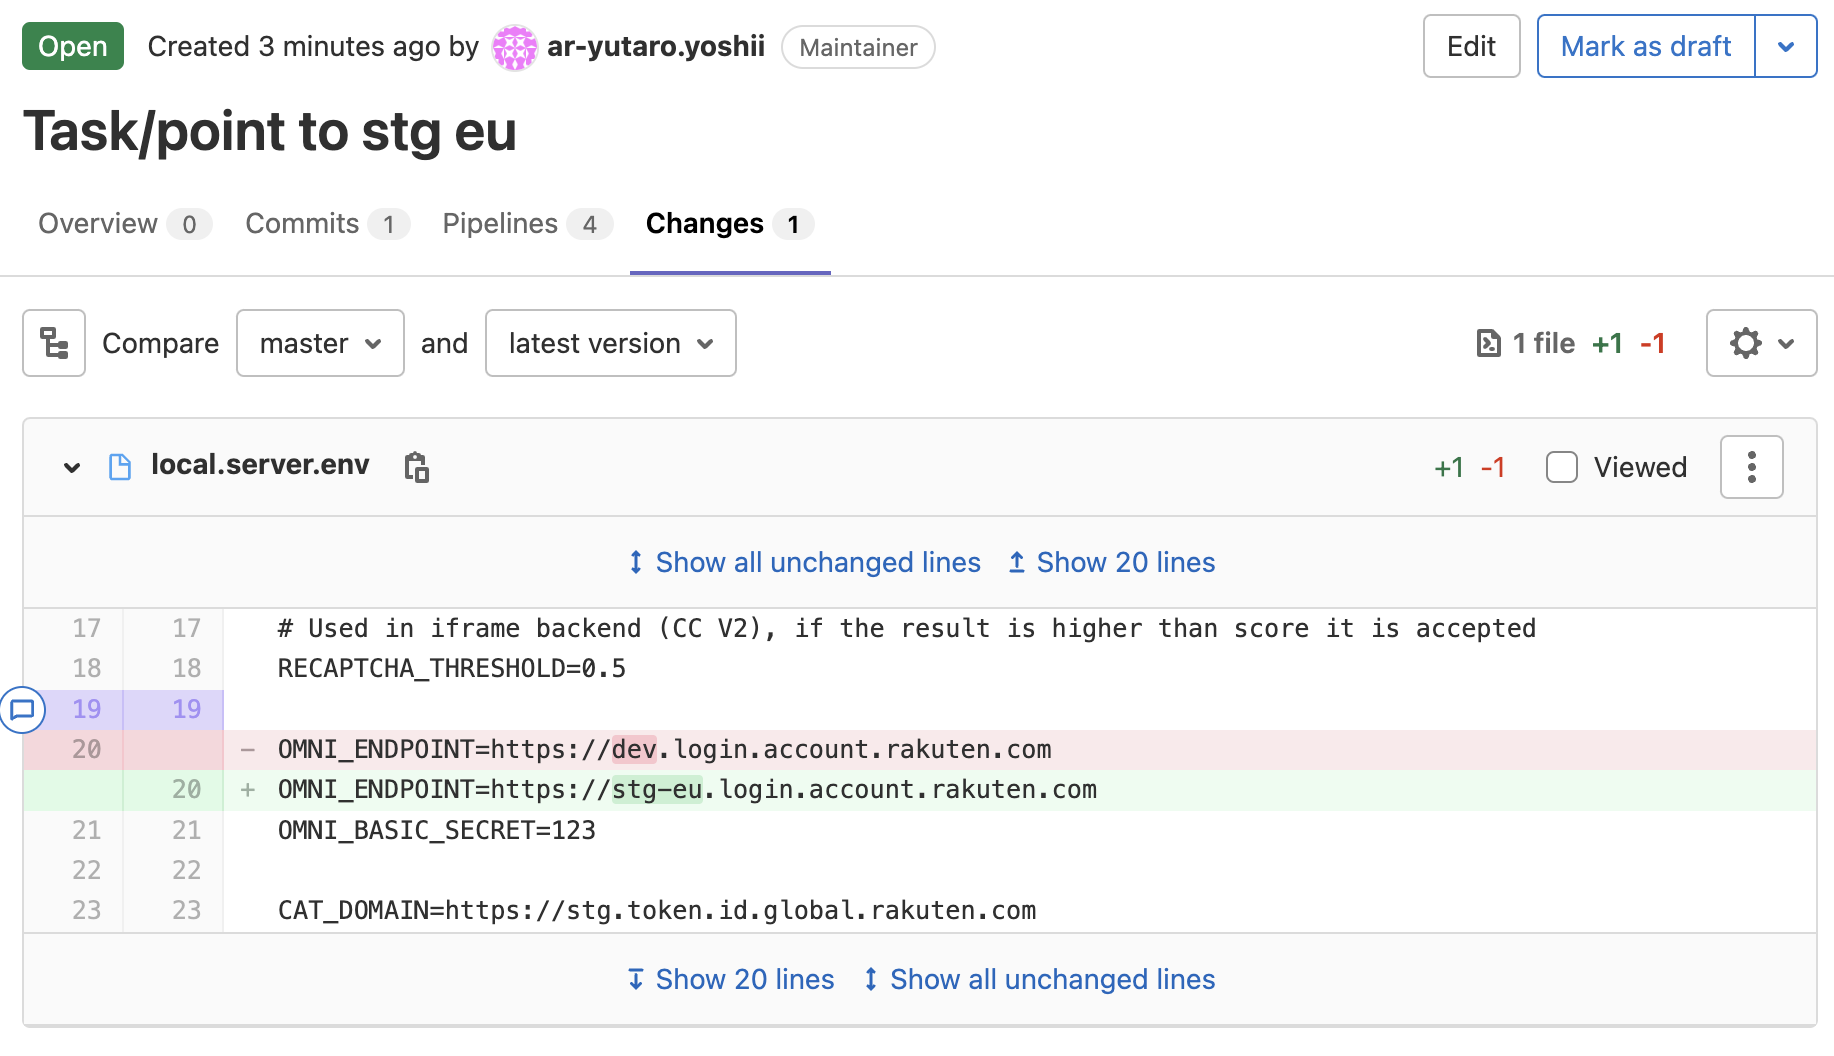 Open Created 3 minutes ago by ar-yutaro.yoshii Maintainer Edit Mark as draft
Task/point to stg eu
Overview 0 Commits 1 Pipelines 4 Changes 1
Compare master and latest version 1 file +1 -1
local.server.env +1 -1 Viewed
Show all unchanged lines Show 20 lines
17 17 # Used in iframe backend (CC V2), if the result is higher than score it is accepted
18 18 RECAPTCHA_THRESHOLD=0.5
19 19
20 - OMNI_ENDPOINT=https://dev.login.account.rakuten.com
20 + OMNI_ENDPOINT=https://stg-eu.login.account.rakuten.com
21 21 OMNI_BASIC_SECRET=123
22 22
23 23 CAT_DOMAIN=https://stg.token.id.global.rakuten.com
Show 20 lines Show all unchanged lines